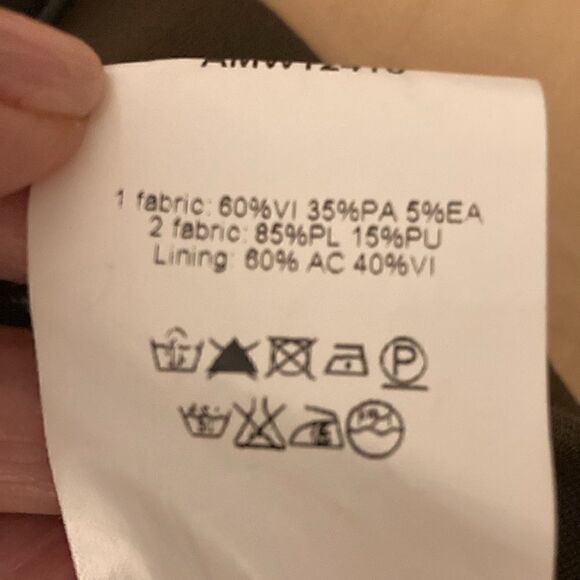 1 fabric: 60%VI 35%PA 5%EA
2 fabric: 85%PL 15%PU
Lining: 60% AC 40%VI
P